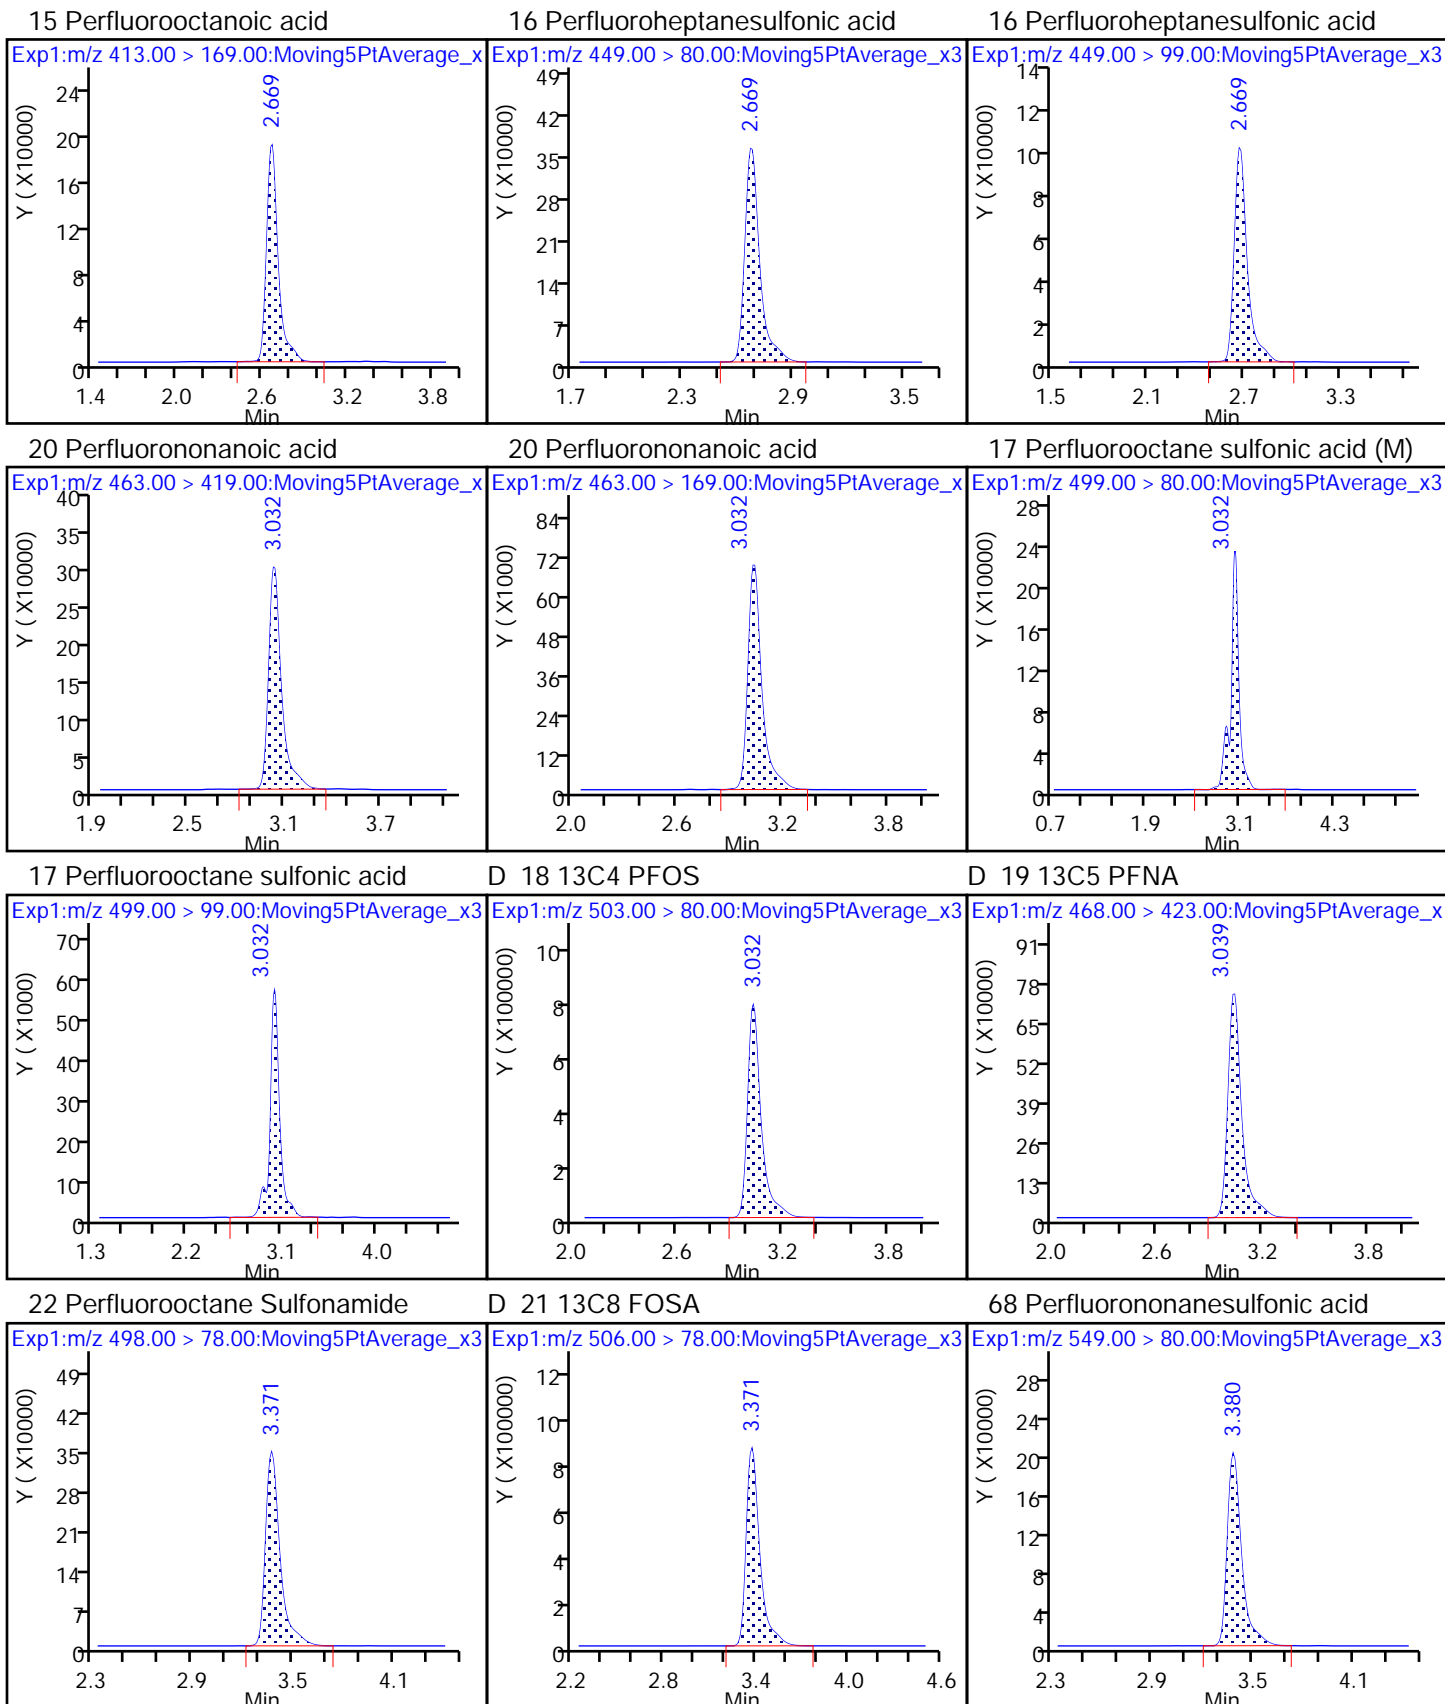 15 Perfluorooctanoic acid
Exp1:m/z 413.00 > 169.00:Moving5PtAverage_x
Y ( X10000)
24
20
16
12
8
4
0
2.669
1.4 2.0 2.6 3.2 3.8
Min
16 Perfluoroheptanesulfonic acid
Exp1:m/z 449.00 > 80.00:Moving5PtAverage_x3
Y ( X10000)
49
42
35
28
21
14
7
0
2.669
1.7 2.3 2.9 3.5
Min
16 Perfluoroheptanesulfonic acid
Exp1:m/z 449.00 > 99.00:Moving5PtAverage_x3
Y ( X10000)
14
12
10
8
6
4
2
0
2.669
1.5 2.1 2.7 3.3
Min
20 Perfluorononanoic acid
Exp1:m/z 463.00 > 419.00:Moving5PtAverage_x
Y ( X10000)
40
35
30
25
20
15
10
5
0
3.032
1.9 2.5 3.1 3.7
Min
20 Perfluorononanoic acid
Exp1:m/z 463.00 > 169.00:Moving5PtAverage_x
Y ( X1000)
84
72
60
48
36
24
12
0
3.032
2.0 2.6 3.2 3.8
Min
17 Perfluorooctane sulfonic acid (M)
Exp1:m/z 499.00 > 80.00:Moving5PtAverage_x3
Y ( X10000)
28
24
20
16
12
8
4
0
3.032
0.7 1.9 3.1 4.3
Min
17 Perfluorooctane sulfonic acid
Exp1:m/z 499.00 > 99.00:Moving5PtAverage_x3
Y ( X1000)
70
60
50
40
30
20
10
0
3.032
1.3 2.2 3.1 4.0
Min
D 18 13C4 PFOS
Exp1:m/z 503.00 > 80.00:Moving5PtAverage_x3
Y ( X100000)
10
8
6
4
2
0
3.032
2.0 2.6 3.2 3.8
Min
D 19 13C5 PFNA
Exp1:m/z 468.00 > 423.00:Moving5PtAverage_x
Y ( X10000)
91
78
65
52
39
26
13
0
3.039
2.0 2.6 3.2 3.8
Min
22 Perfluorooctane Sulfonamide
Exp1:m/z 498.00 > 78.00:Moving5PtAverage_x3
Y ( X10000)
49
42
35
28
21
14
7
0
3.371
2.3 2.9 3.5 4.1
Min
D 21 13C8 FOSA
Exp1:m/z 506.00 > 78.00:Moving5PtAverage_x3
Y ( X100000)
12
10
8
6
4
2
0
3.371
2.2 2.8 3.4 4.0 4.6
Min
68 Perfluorononanesulfonic acid
Exp1:m/z 549.00 > 80.00:Moving5PtAverage_x3
Y ( X10000)
28
24
20
16
12
8
4
0
3.380
2.3 2.9 3.5 4.1
Min